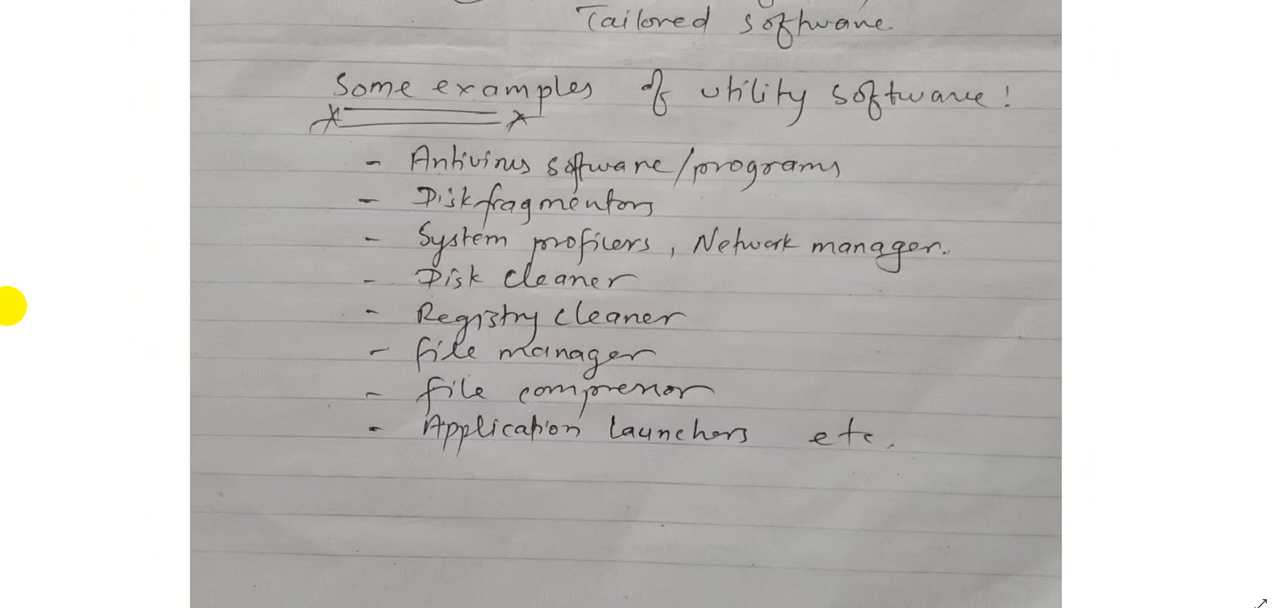 Tailored software.
Some examples of utility software!
- Antivirus software/programs
- Disk fragmentors
- System profilers, Network manager.
- Disk cleaner
- Registry cleaner
- file manager
- file compressor
- Application launchers etc.